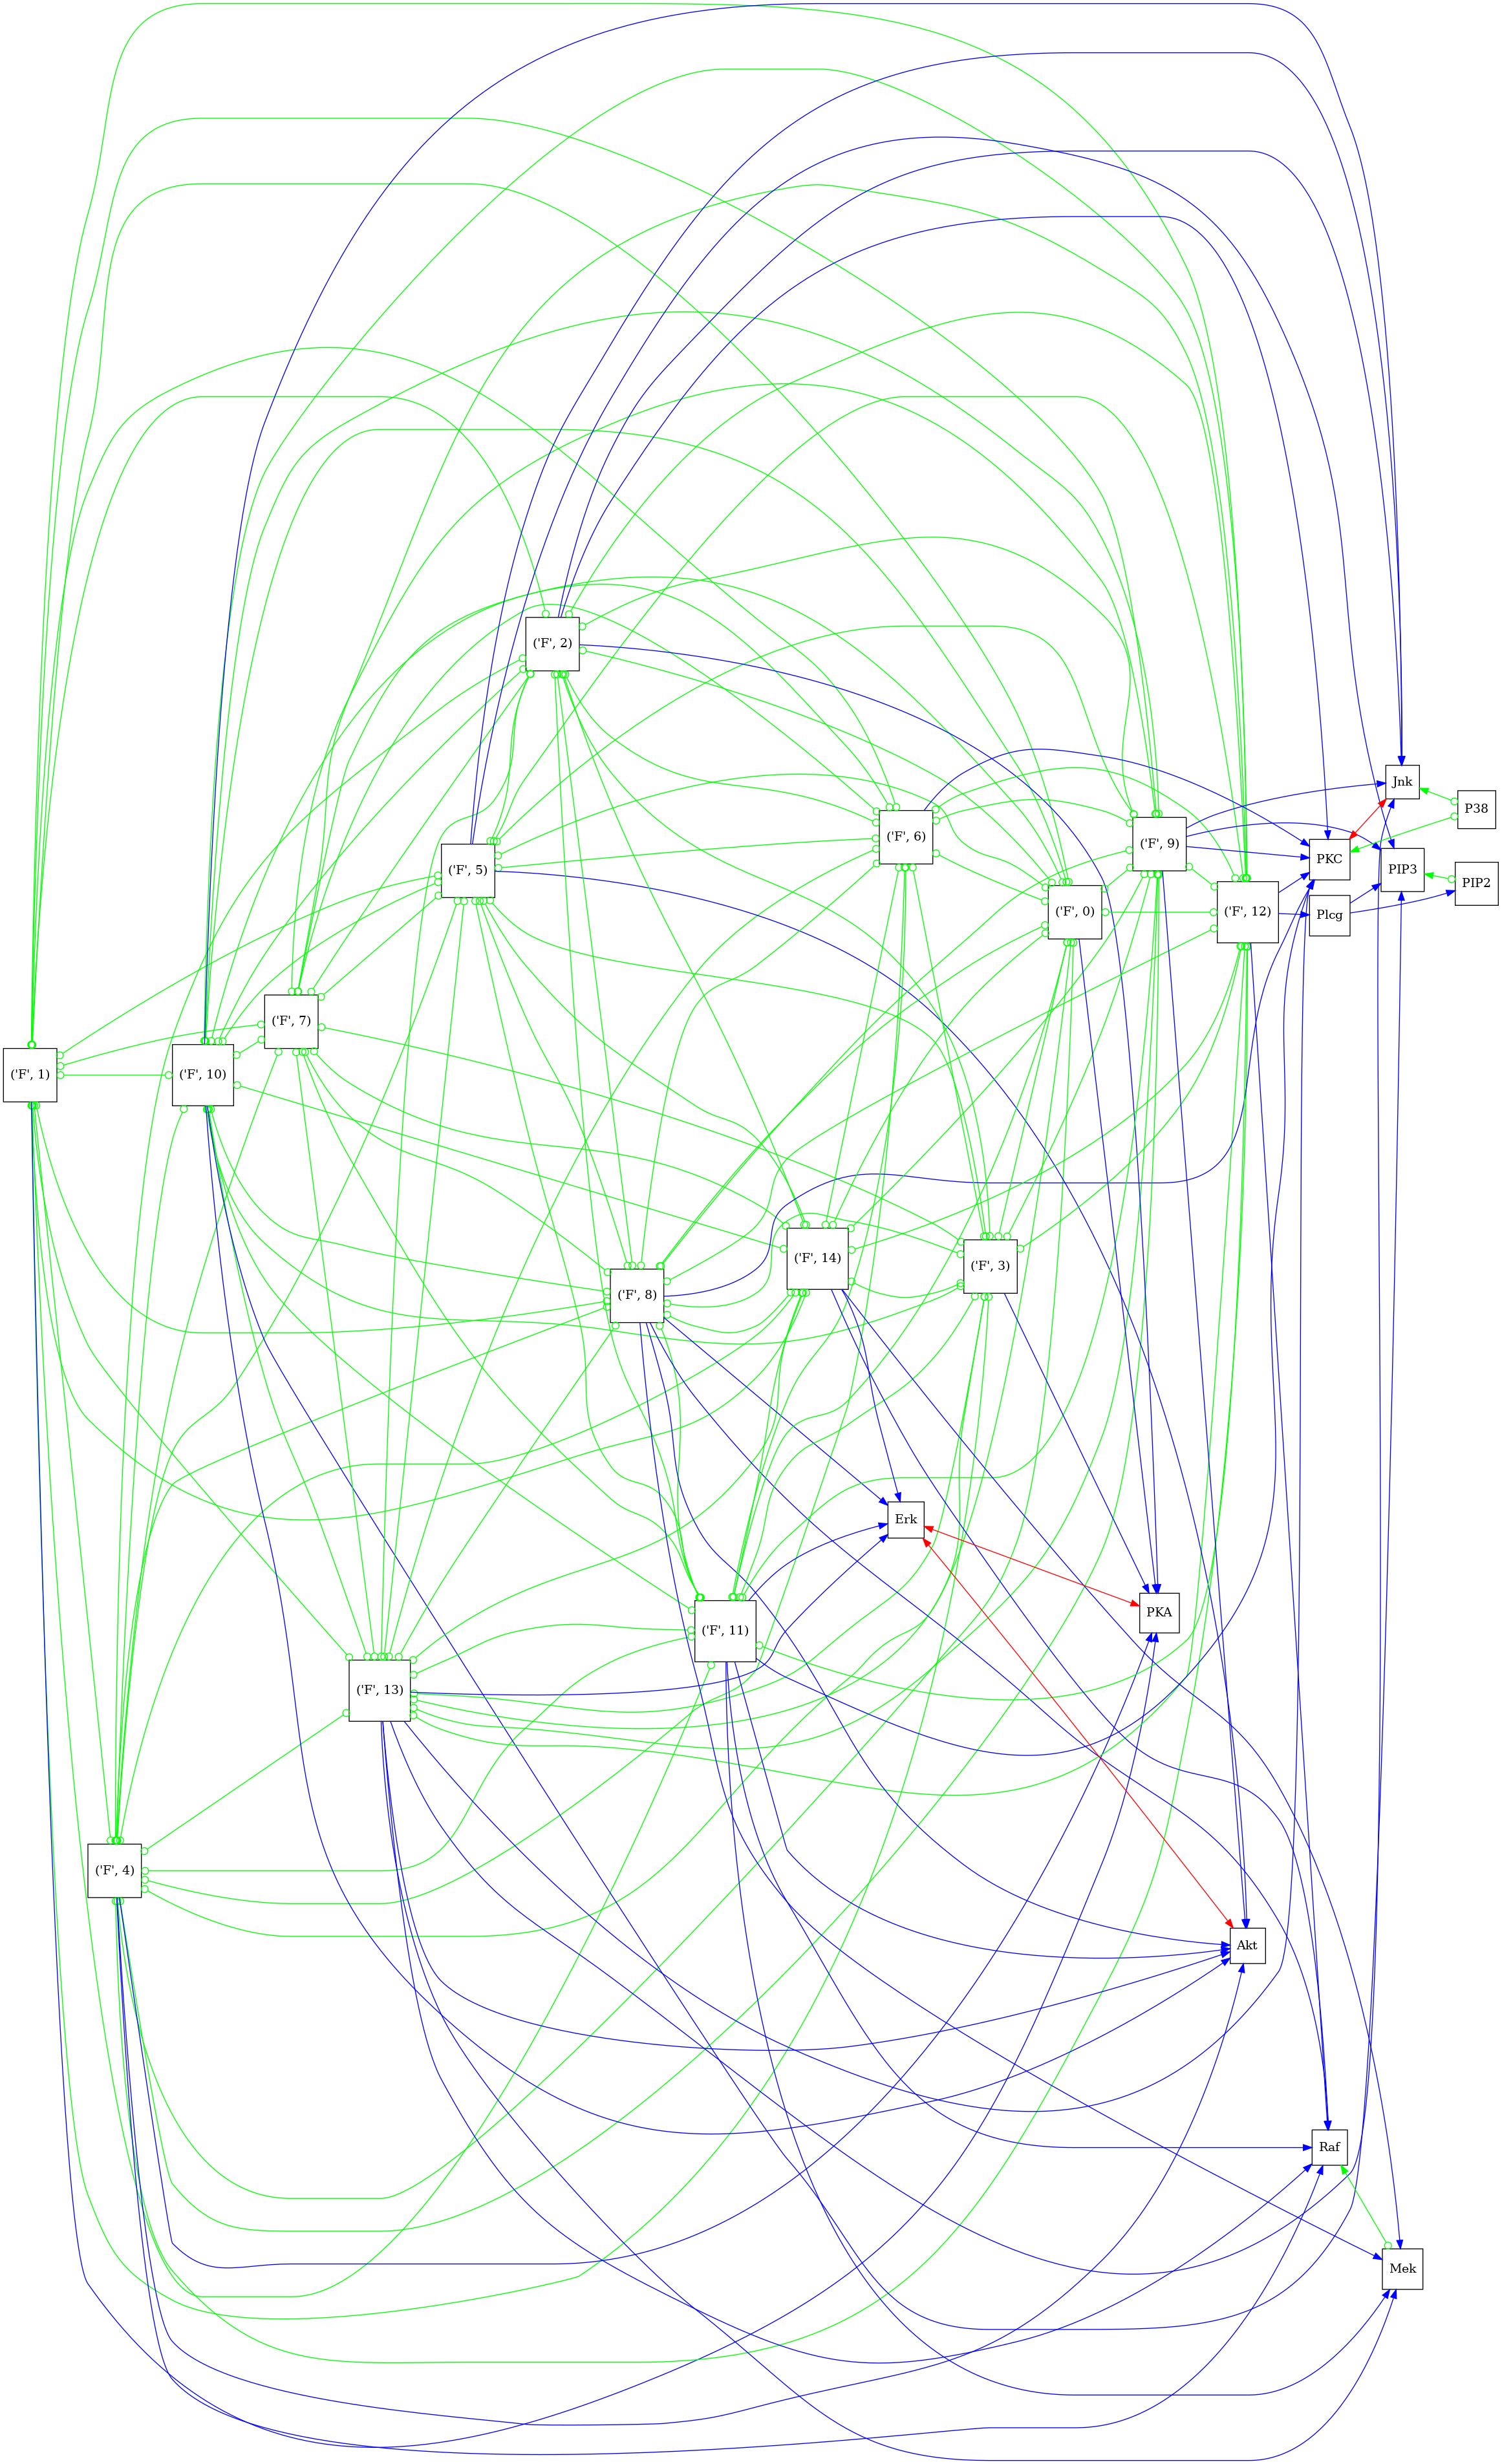 ('F', 2)
Jnk
P38
('F', 6)
('F', 9)
PKC
PIP3
('F', 5)
PIP2
('F', 0)
('F', 12)
Plcg
('F', 7)
('F', 1)
('F', 10)
('F', 14)
('F', 3)
('F', 8)
Erk
PKA
('F', 11)
('F', 13)
('F', 4)
Akt
Raf
Mek